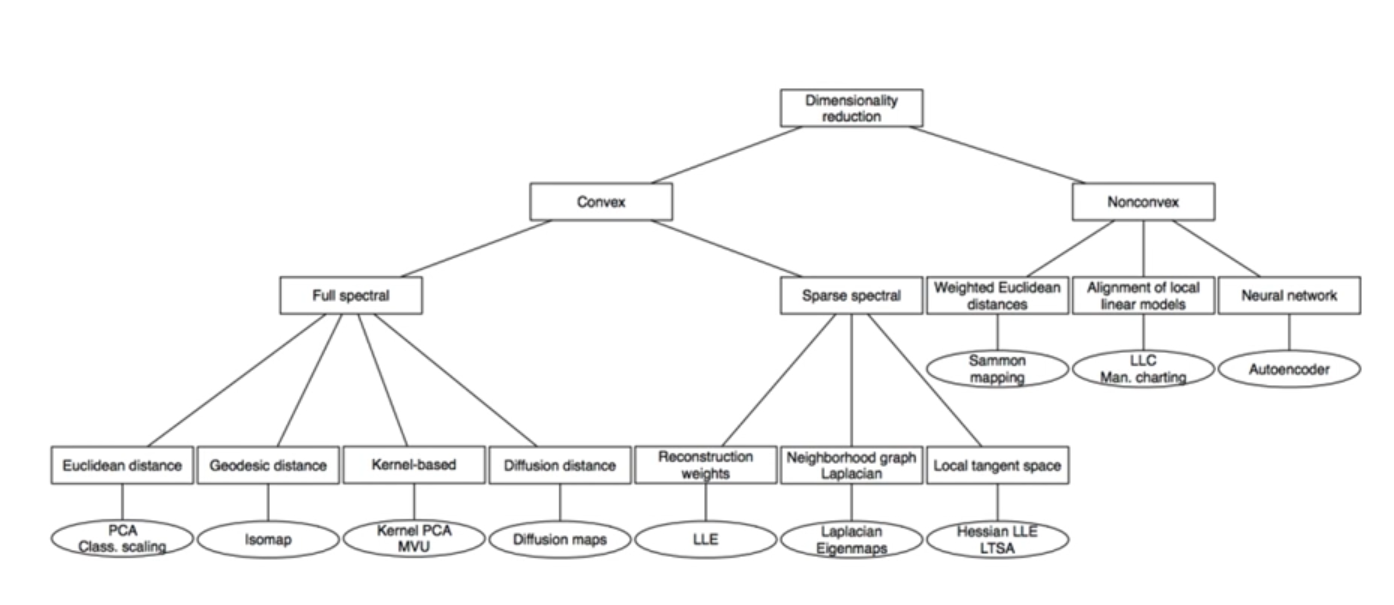 Dimensionality
reduction
Convex
Nonconvex
Full spectral
Sparse spectral
Weighted Euclidean
distances
Alignment of local
linear models
Neural network
Sammon
mapping
LLC
Man. charting
Autoencoder
Euclidean distance
Geodesic distance
Kernel-based
Diffusion distance
Reconstruction
weights
Neighborhood graph
Laplacian
Local tangent space
PCA
Class. scaling
Isomap
Kernel PCA
MVU
Diffusion maps
LLE
Laplacian
Eigenmaps
Hessian LLE
LTSA